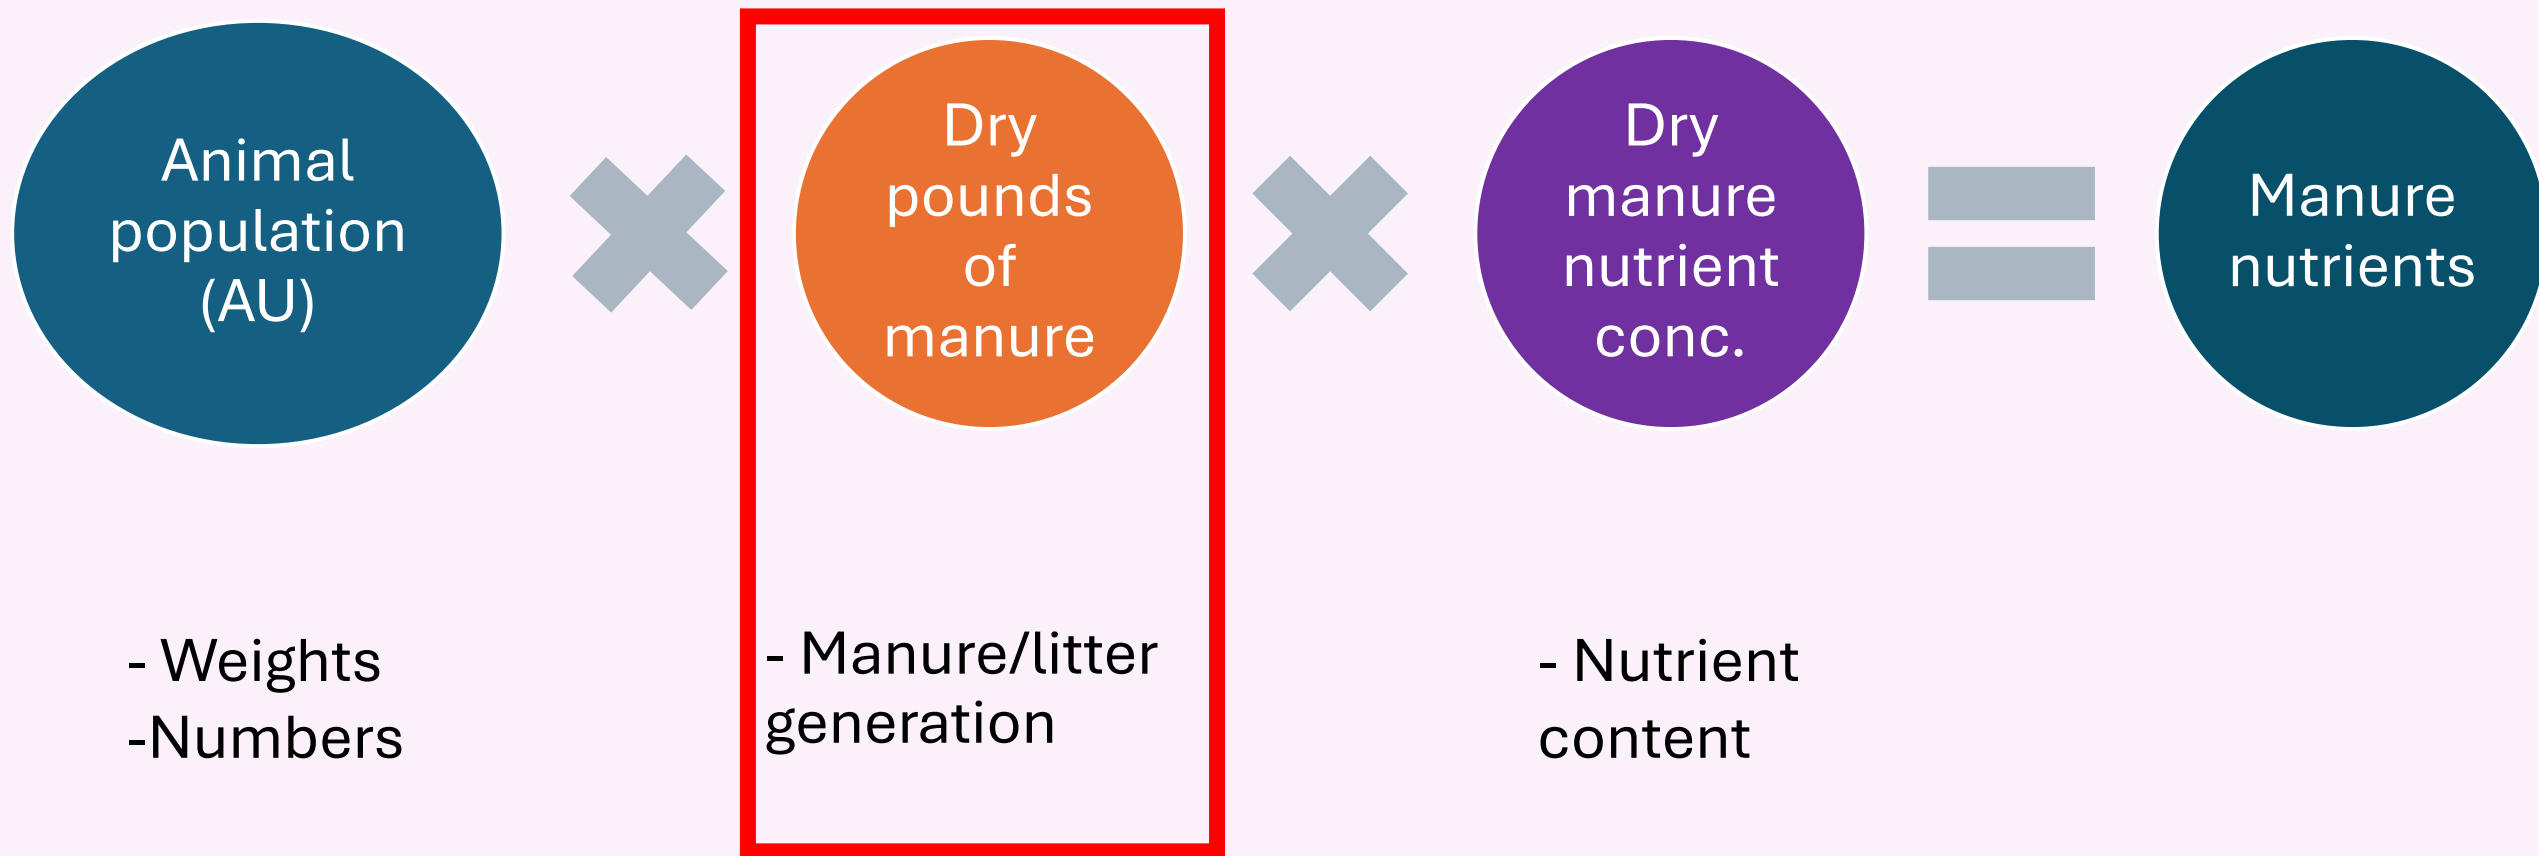 Animal
population
(AU)
Dry
pounds
of
manure
Dry
manure
nutrient
conc.
Manure
nutrients
- Weights
-Numbers
- Manure/litter
generation
- Nutrient
content